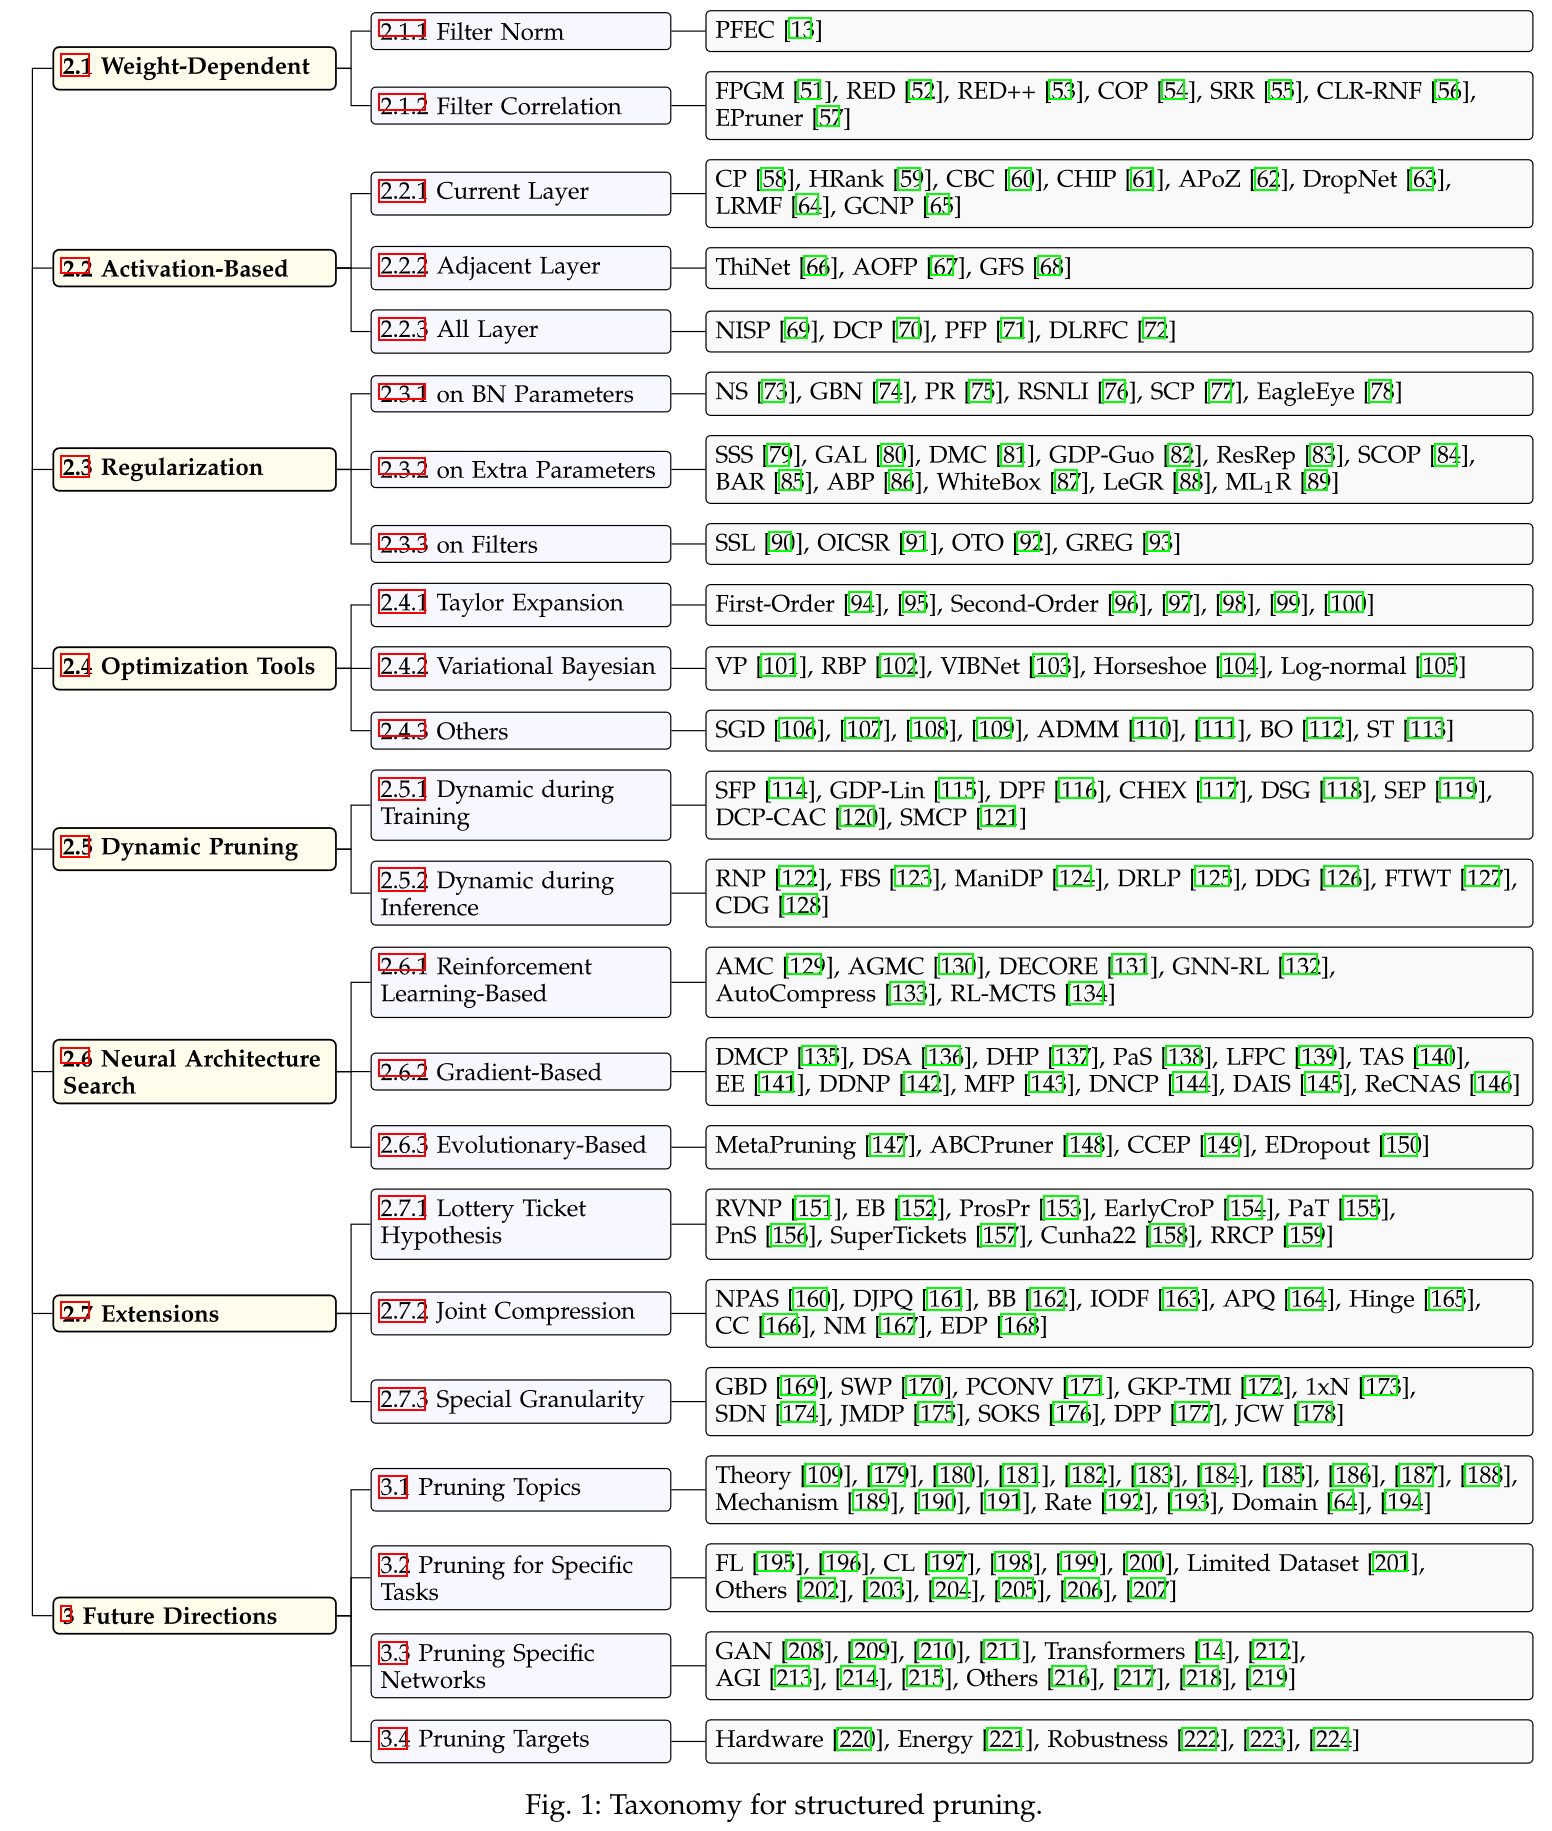 2.1 Weight-Dependent
2.1.1 Filter Norm
PFEC [13]
2.1.2 Filter Correlation
FPGM [51], RED [52], RED++ [53], COP [54], SRR [55], CLR-RNF [56],
EPruner [57]
2.2 Activation-Based
2.2.1 Current Layer
CP [58], HRank [59], CBC [60], CHIP [61], APoZ [62], DropNet [63],
LRMF [64], GCNP [65]
2.2.2 Adjacent Layer
ThiNet [66], AOFP [67], GFS [68]
2.2.3 All Layer
NISP [69], DCP [70], PFP [71], DLRFC [72]
2.3 Regularization
2.3.1 on BN Parameters
NS [73], GBN [74], PR [75], RSNLI [76], SCP [77], EagleEye [78]
2.3.2 on Extra Parameters
SSS [79], GAL [80], DMC [81], GDP-Guo [82], ResRep [83], SCOP [84],
BAR [85], ABP [86], WhiteBox [87], LeGR [88], ML₁R [89]
2.3.3 on Filters
SSL [90], OICSR [91], OTO [92], GREG [93]
2.4 Optimization Tools
2.4.1 Taylor Expansion
First-Order [94], [95], Second-Order [96], [97], [98], [99], [100]
2.4.2 Variational Bayesian
VP [101], RBP [102], VIBNet [103], Horseshoe [104], Log-normal [105]
2.4.3 Others
SGD [106], [107], [108], [109], ADMM [110], [111], BO [112], ST [113]
2.5 Dynamic Pruning
2.5.1 Dynamic during
Training
SFP [114], GDP-Lin [115], DPF [116], CHEX [117], DSG [118], SEP [119],
DCP-CAC [120], SMCP [121]
2.5.2 Dynamic during
Inference
RNP [122], FBS [123], ManiDP [124], DRLP [125], DDG [126], FTWT [127],
CDG [128]
2.6 Neural Architecture
Search
2.6.1 Reinforcement
Learning-Based
AMC [129], AGMC [130], DECORE [131], GNN-RL [132],
AutoCompress [133], RL-MCTS [134]
2.6.2 Gradient-Based
DMCP [135], DSA [136], DHP [137], PaS [138], LFPC [139], TAS [140],
EE [141], DDNP [142], MFP [143], DNCP [144], DAIS [145], ReCNAS [146]
2.6.3 Evolutionary-Based
MetaPruning [147], ABCPruner [148], CCEP [149], EDropout [150]
2.7 Extensions
2.7.1 Lottery Ticket
Hypothesis
RVNP [151], EB [152], ProsPr [153], EarlyCroP [154], PaT [155],
PnS [156], SuperTickets [157], Cunha22 [158], RRCP [159]
2.7.2 Joint Compression
NPAS [160], DJPQ [161], BB [162], IODF [163], APQ [164], Hinge [165],
CC [166], NM [167], EDP [168]
2.7.3 Special Granularity
GBD [169], SWP [170], PCONV [171], GKP-TMI [172], 1xN [173],
SDN [174], JMDP [175], SOKS [176], DPP [177], JCW [178]
3 Future Directions
3.1 Pruning Topics
Theory [109], [179], [180], [181], [182], [183], [184], [185], [186], [187], [188],
Mechanism [189], [190], [191], Rate [192], [193], Domain [64], [194]
3.2 Pruning for Specific
Tasks
FL [195], [196], CL [197], [198], [199], [200], Limited Dataset [201],
Others [202], [203], [204], [205], [206], [207]
3.3 Pruning Specific
Networks
GAN [208], [209], [210], [211], Transformers [14], [212],
AGI [213], [214], [215], Others [216], [217], [218], [219]
3.4 Pruning Targets
Hardware [220], Energy [221], Robustness [222], [223], [224]
Fig. 1: Taxonomy for structured pruning.